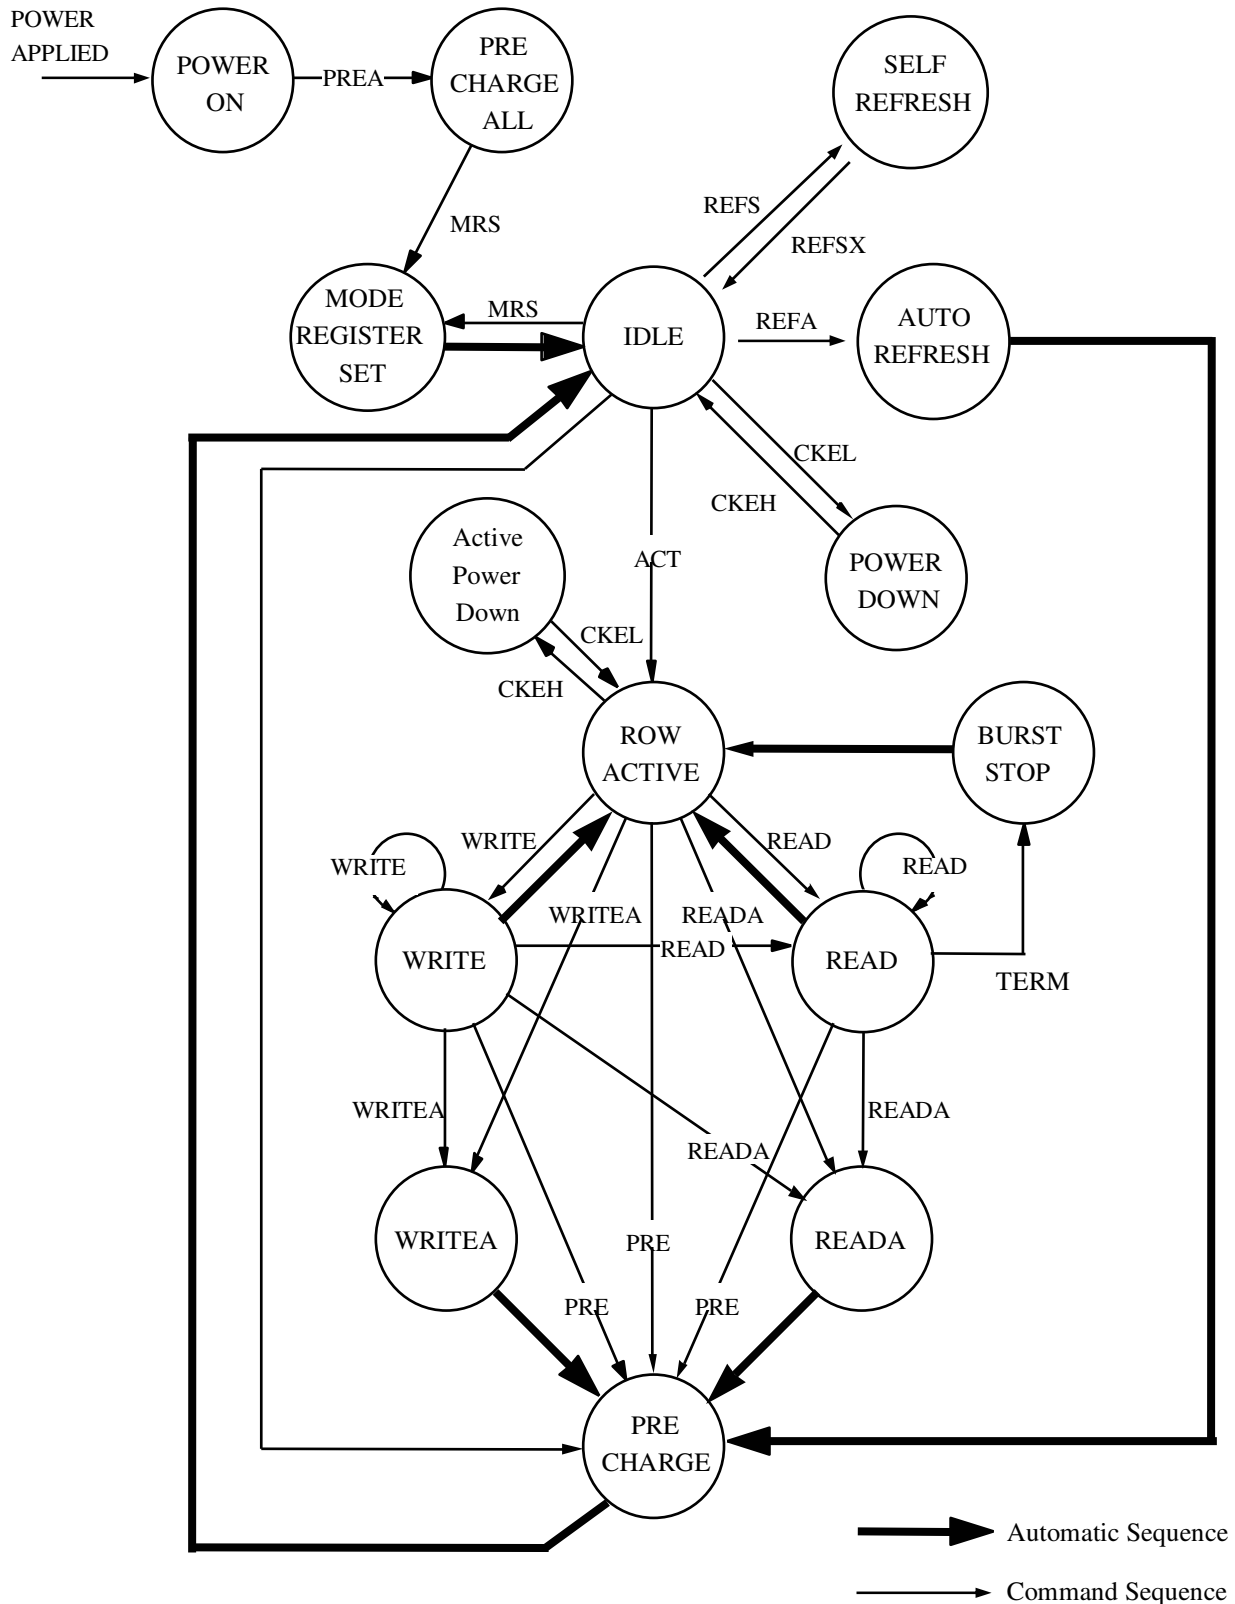 POWER
APPLIED
POWER
ON
PREA
PRE
CHARGE
ALL
SELF
REFRESH
MRS
REFS
REFSX
MODE
REGISTER
SET
MRS
IDLE
REFA
AUTO
REFRESH
CKEL
CKEH
Active
Power
Down
ACT
POWER
DOWN
CKEL
CKEH
ROW
ACTIVE
BURST
STOP
WRITE
WRITE
READ
READ
WRITEA
READA
WRITE
READ
READ
TERM
WRITEA
READA
READA
WRITEA
PRE
READA
PRE
PRE
PRE
CHARGE
Automatic Sequence
Command Sequence